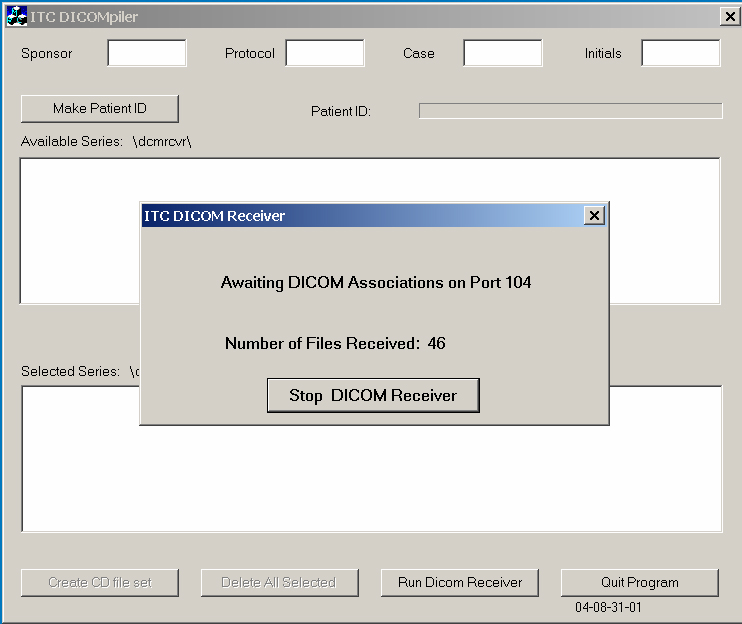 ITC DICOMpiler
Sponsor Protocol Case Initials
Make Patient ID Patient ID:
Available Series: \dcmrcvr\
ITC DICOM Receiver
Awaiting DICOM Associations on Port 104
Number of Files Received: 46
Selected Series:
Stop DICOM Receiver
Create CD file set Delete All Selected Run Dicom Receiver Quit Program
04-08-31-01